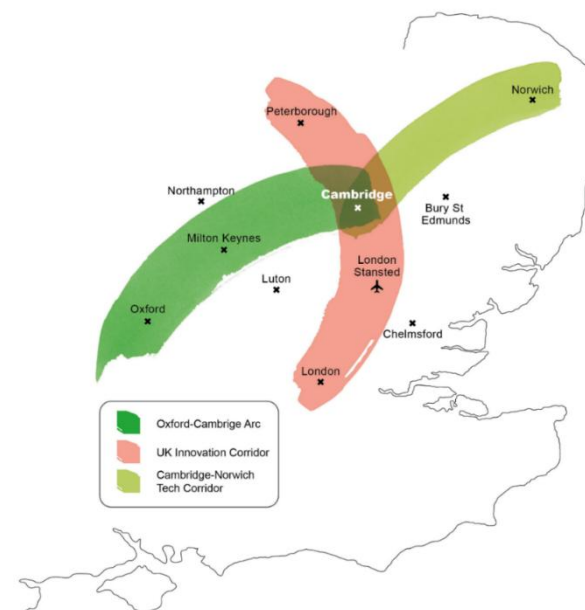 Norwich
Peterborough
Northampton
Cambridge
Bury St
Edmunds
Milton Keynes
London
Stansted
Luton
Oxford
Chelmsford
London
Oxford-Cambrige Arc
UK Innovation Corridor
Cambridge-Norwich
Tech Corridor